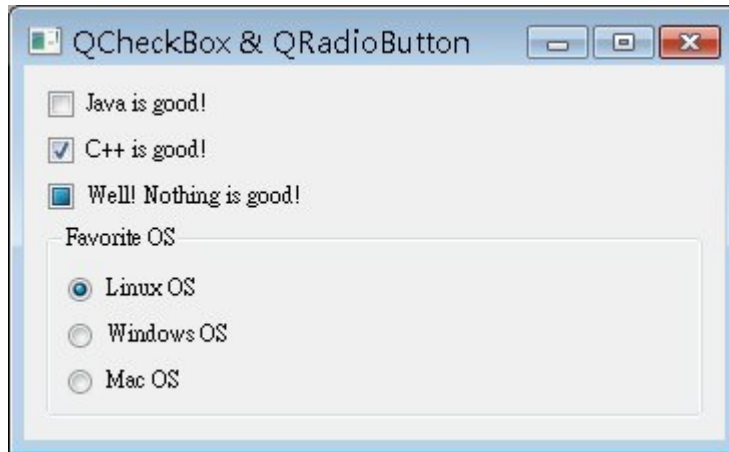 QCheckBox & QRadioButton
Java is good!
C++ is good!
Well! Nothing is good!
Favorite OS
Linux OS
Windows OS
Mac OS